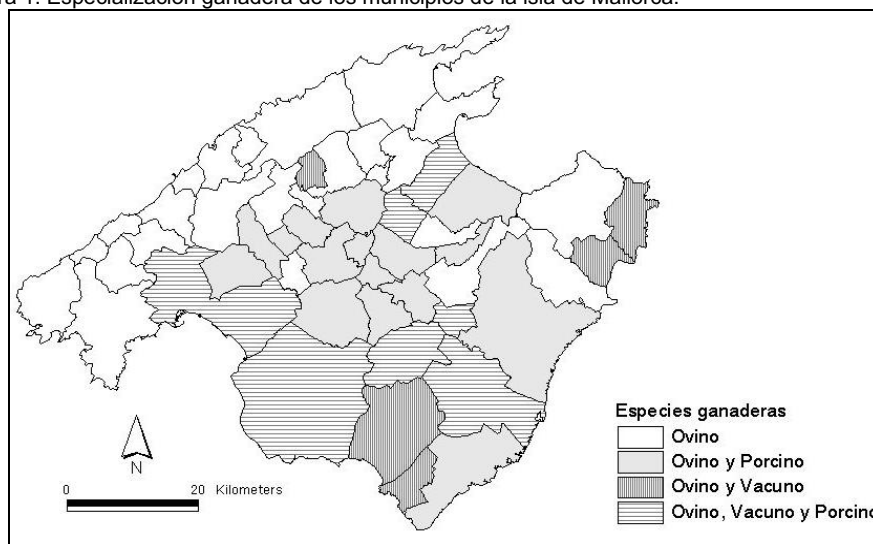 1. Especialización ganadera de los municipios de la isla de Mallorca.
Especies ganaderas
Ovino
Ovino y Porcino
Ovino y Vacuno
Ovino, Vacuno y Porcino
N
0 20 Kilometers